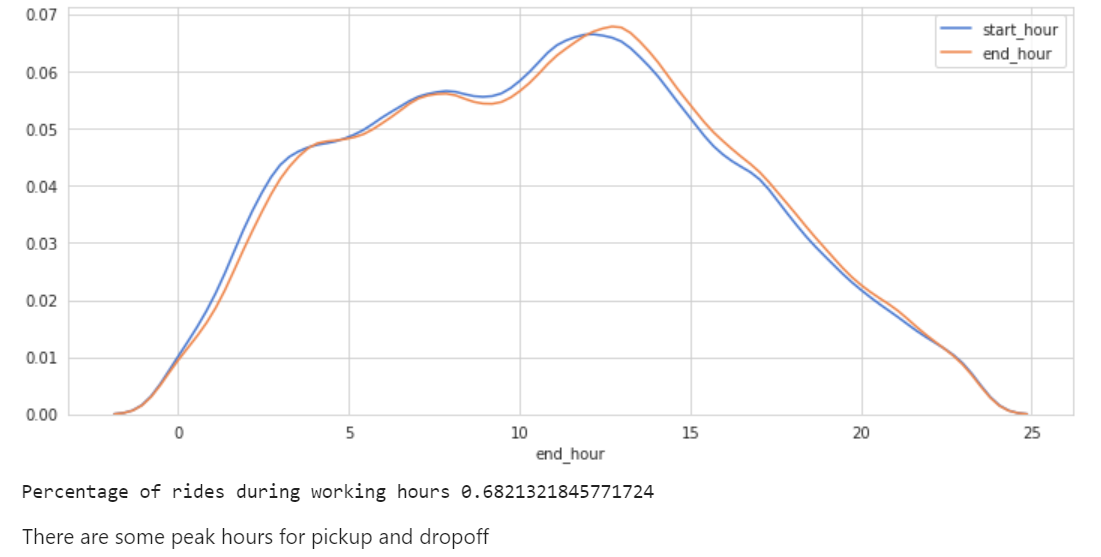 0.07
0.06
0.05
0.04
0.03
0.02
0.01
0.00
start_hour
end_hour
0 5 10 15 20 25
end_hour
Percentage of rides during working hours 0.6821321845771724
There are some peak hours for pickup and dropoff